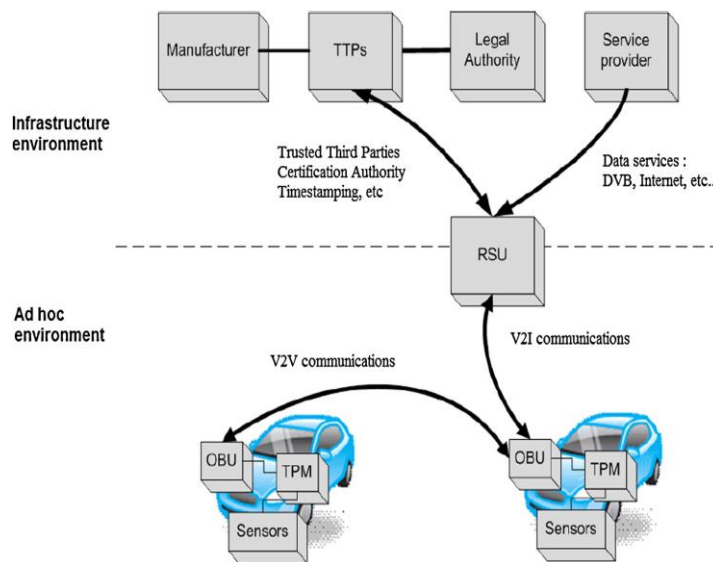 Manufacturer
TTPs
Legal
Authority
Service
provider
Infrastructure
environment
Trusted Third Parties
Certification Authority
Timestamping, etc
Data services :
DVB, Internet, etc..
RSU
Ad hoc
environment
V2V communications
V2I communications
OBU
TPM
Sensors
OBU
TPM
Sensors